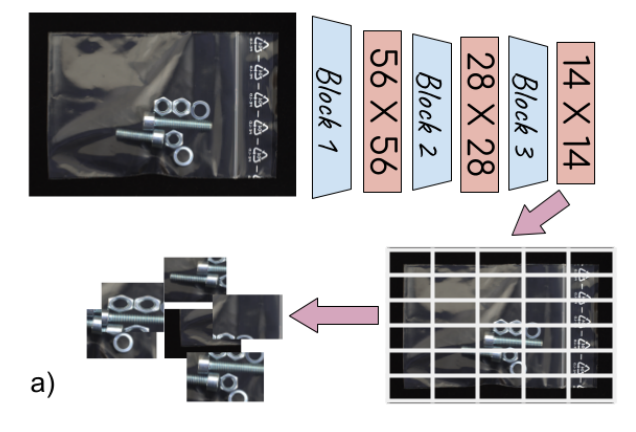 Block 1
56 X 56
Block 2
28 X 28
Block 3
14 X 14
a)